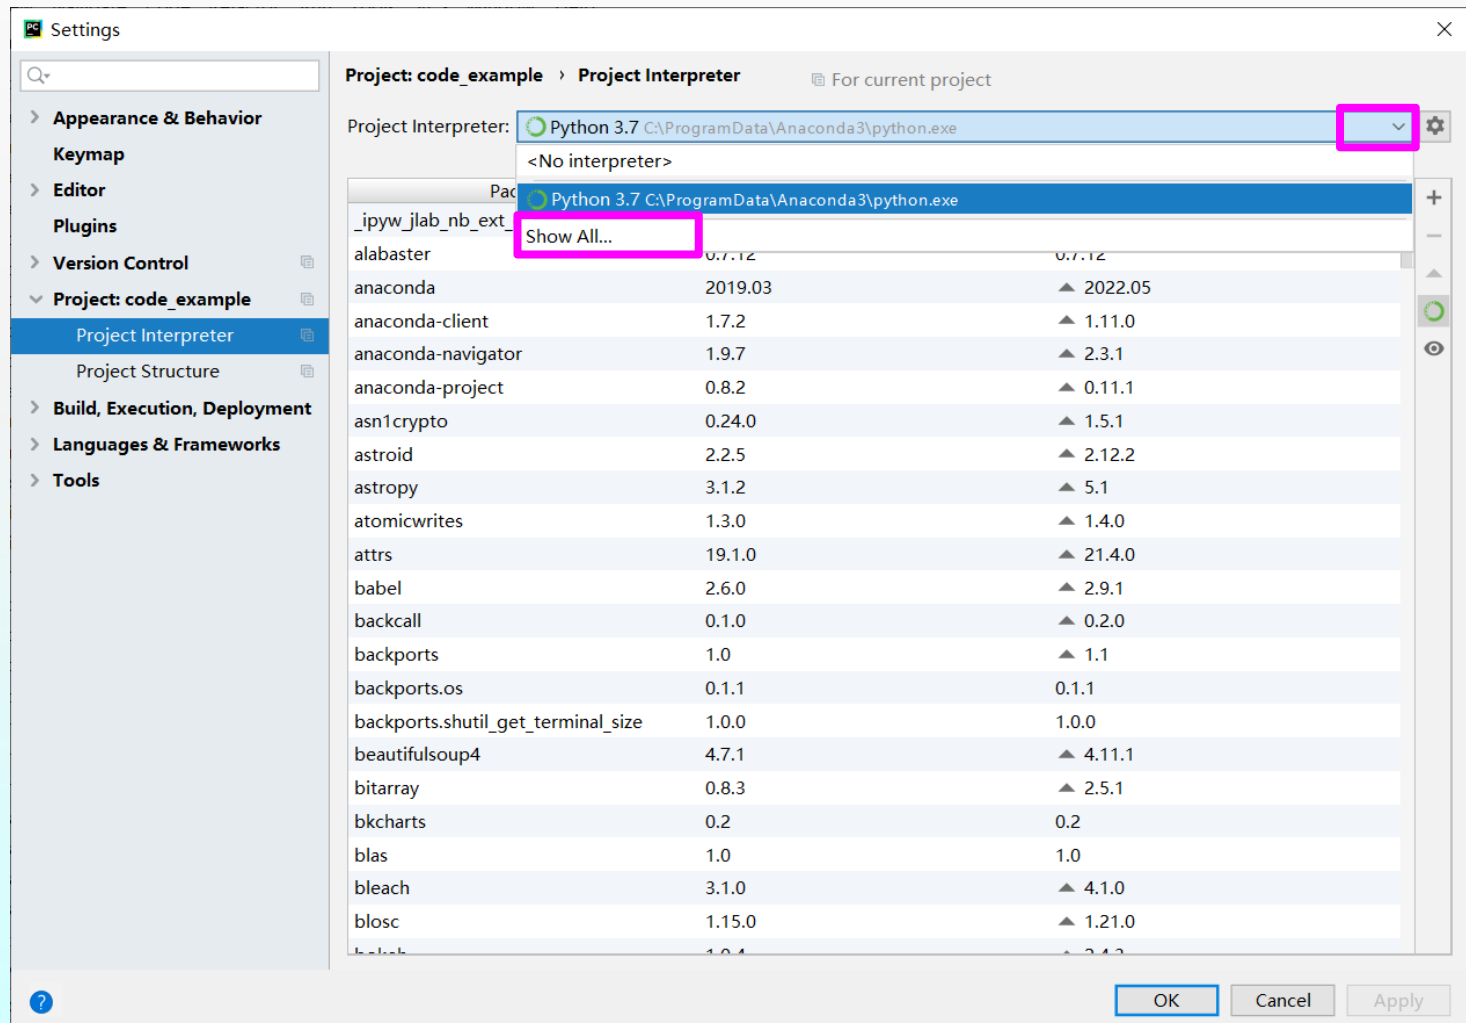 Settings
Project: code_example › Project Interpreter For current project
Appearance & Behavior
Keymap
Editor
Plugins
Version Control
Project: code_example
Project Interpreter
Project Structure
Build, Execution, Deployment
Languages & Frameworks
Tools
Project Interpreter: Python 3.7 C:\ProgramData\Anaconda3\python.exe
<No interpreter>
Python 3.7 C:\ProgramData\Anaconda3\python.exe
Show All...
Pac
_ipyw_jlab_nb_ext_
alabaster 0.7.12 0.7.12
anaconda 2019.03 ▲ 2022.05
anaconda-client 1.7.2 ▲ 1.11.0
anaconda-navigator 1.9.7 ▲ 2.3.1
anaconda-project 0.8.2 ▲ 0.11.1
asn1crypto 0.24.0 ▲ 1.5.1
astroid 2.2.5 ▲ 2.12.2
astropy 3.1.2 ▲ 5.1
atomicwrites 1.3.0 ▲ 1.4.0
attrs 19.1.0 ▲ 21.4.0
babel 2.6.0 ▲ 2.9.1
backcall 0.1.0 ▲ 0.2.0
backports 1.0 ▲ 1.1
backports.os 0.1.1 0.1.1
backports.shutil_get_terminal_size 1.0.0 1.0.0
beautifulsoup4 4.7.1 ▲ 4.11.1
bitarray 0.8.3 ▲ 2.5.1
bkcharts 0.2 0.2
blas 1.0 1.0
bleach 3.1.0 ▲ 4.1.0
blosc 1.15.0 ▲ 1.21.0
OK Cancel Apply